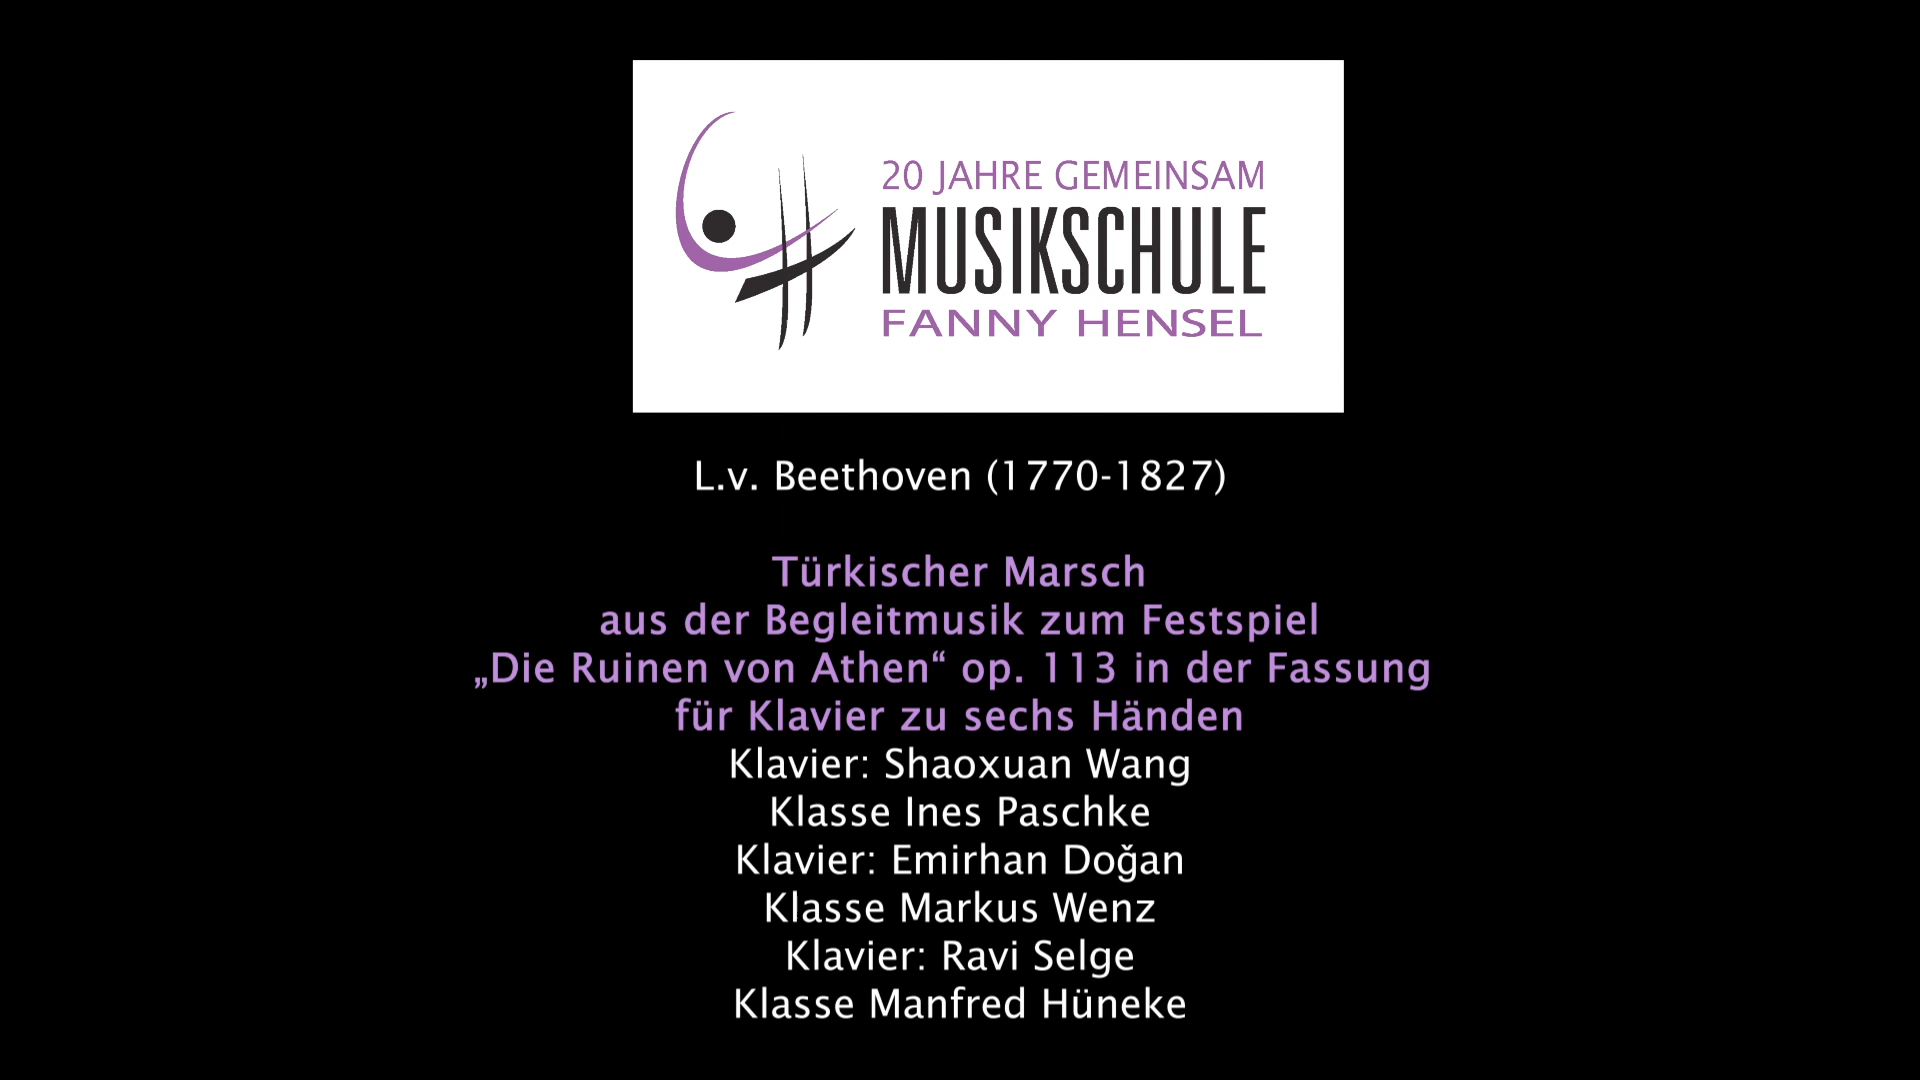 20 JAHRE GEMEINSAM
MUSIKSCHULE
FANNY HENSEL
L.v. Beethoven (1770-1827)
Türkischer Marsch
aus der Begleitmusik zum Festspiel
„Die Ruinen von Athen“ op. 113 in der Fassung
für Klavier zu sechs Händen
Klavier: Shaoxuan Wang
Klasse Ines Paschke
Klavier: Emirhan Doğan
Klasse Markus Wenz
Klavier: Ravi Selge
Klasse Manfred Hüneke